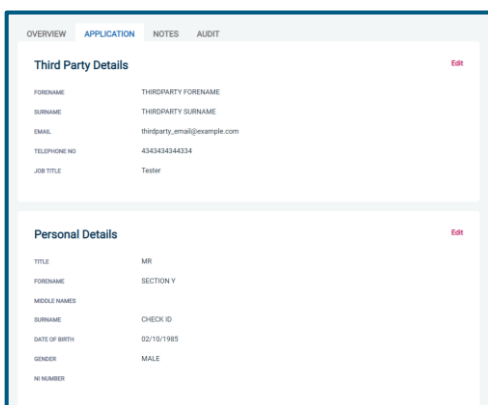 OVERVIEW APPLICATION NOTES AUDIT
Third Party Details Edit
FORENAME THIRDPARTY FORENAME
SURNAME THIRDPARTY SURNAME
EMAIL thirdparty_email@example.com
TELEPHONE NO 4343434344334
JOB TITLE Tester
Personal Details Edit
TITLE MR
FORENAME SECTION Y
MIDDLE NAMES
SURNAME CHECK ID
DATE OF BIRTH 02/10/1985
GENDER MALE
NI NUMBER